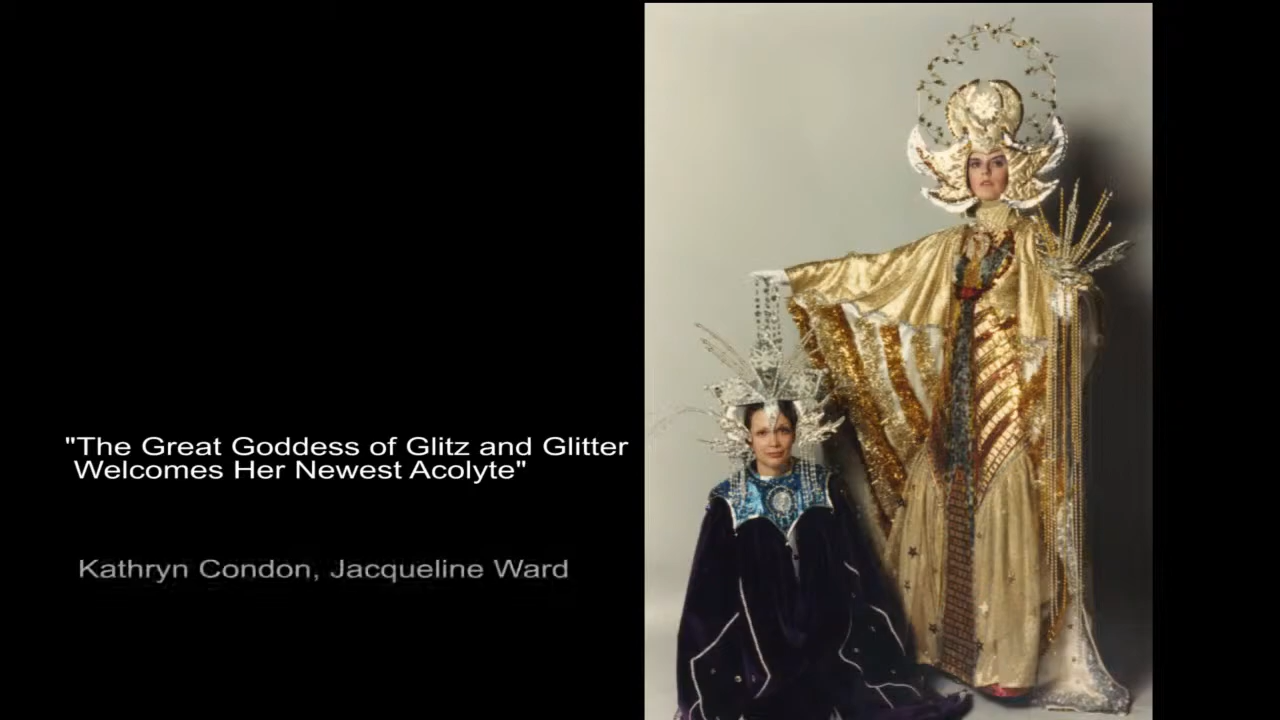 "The Great Goddess of Glitz and Glitter
Welcomes Her Newest Acolyte"
Kathryn Condon, Jacqueline Ward